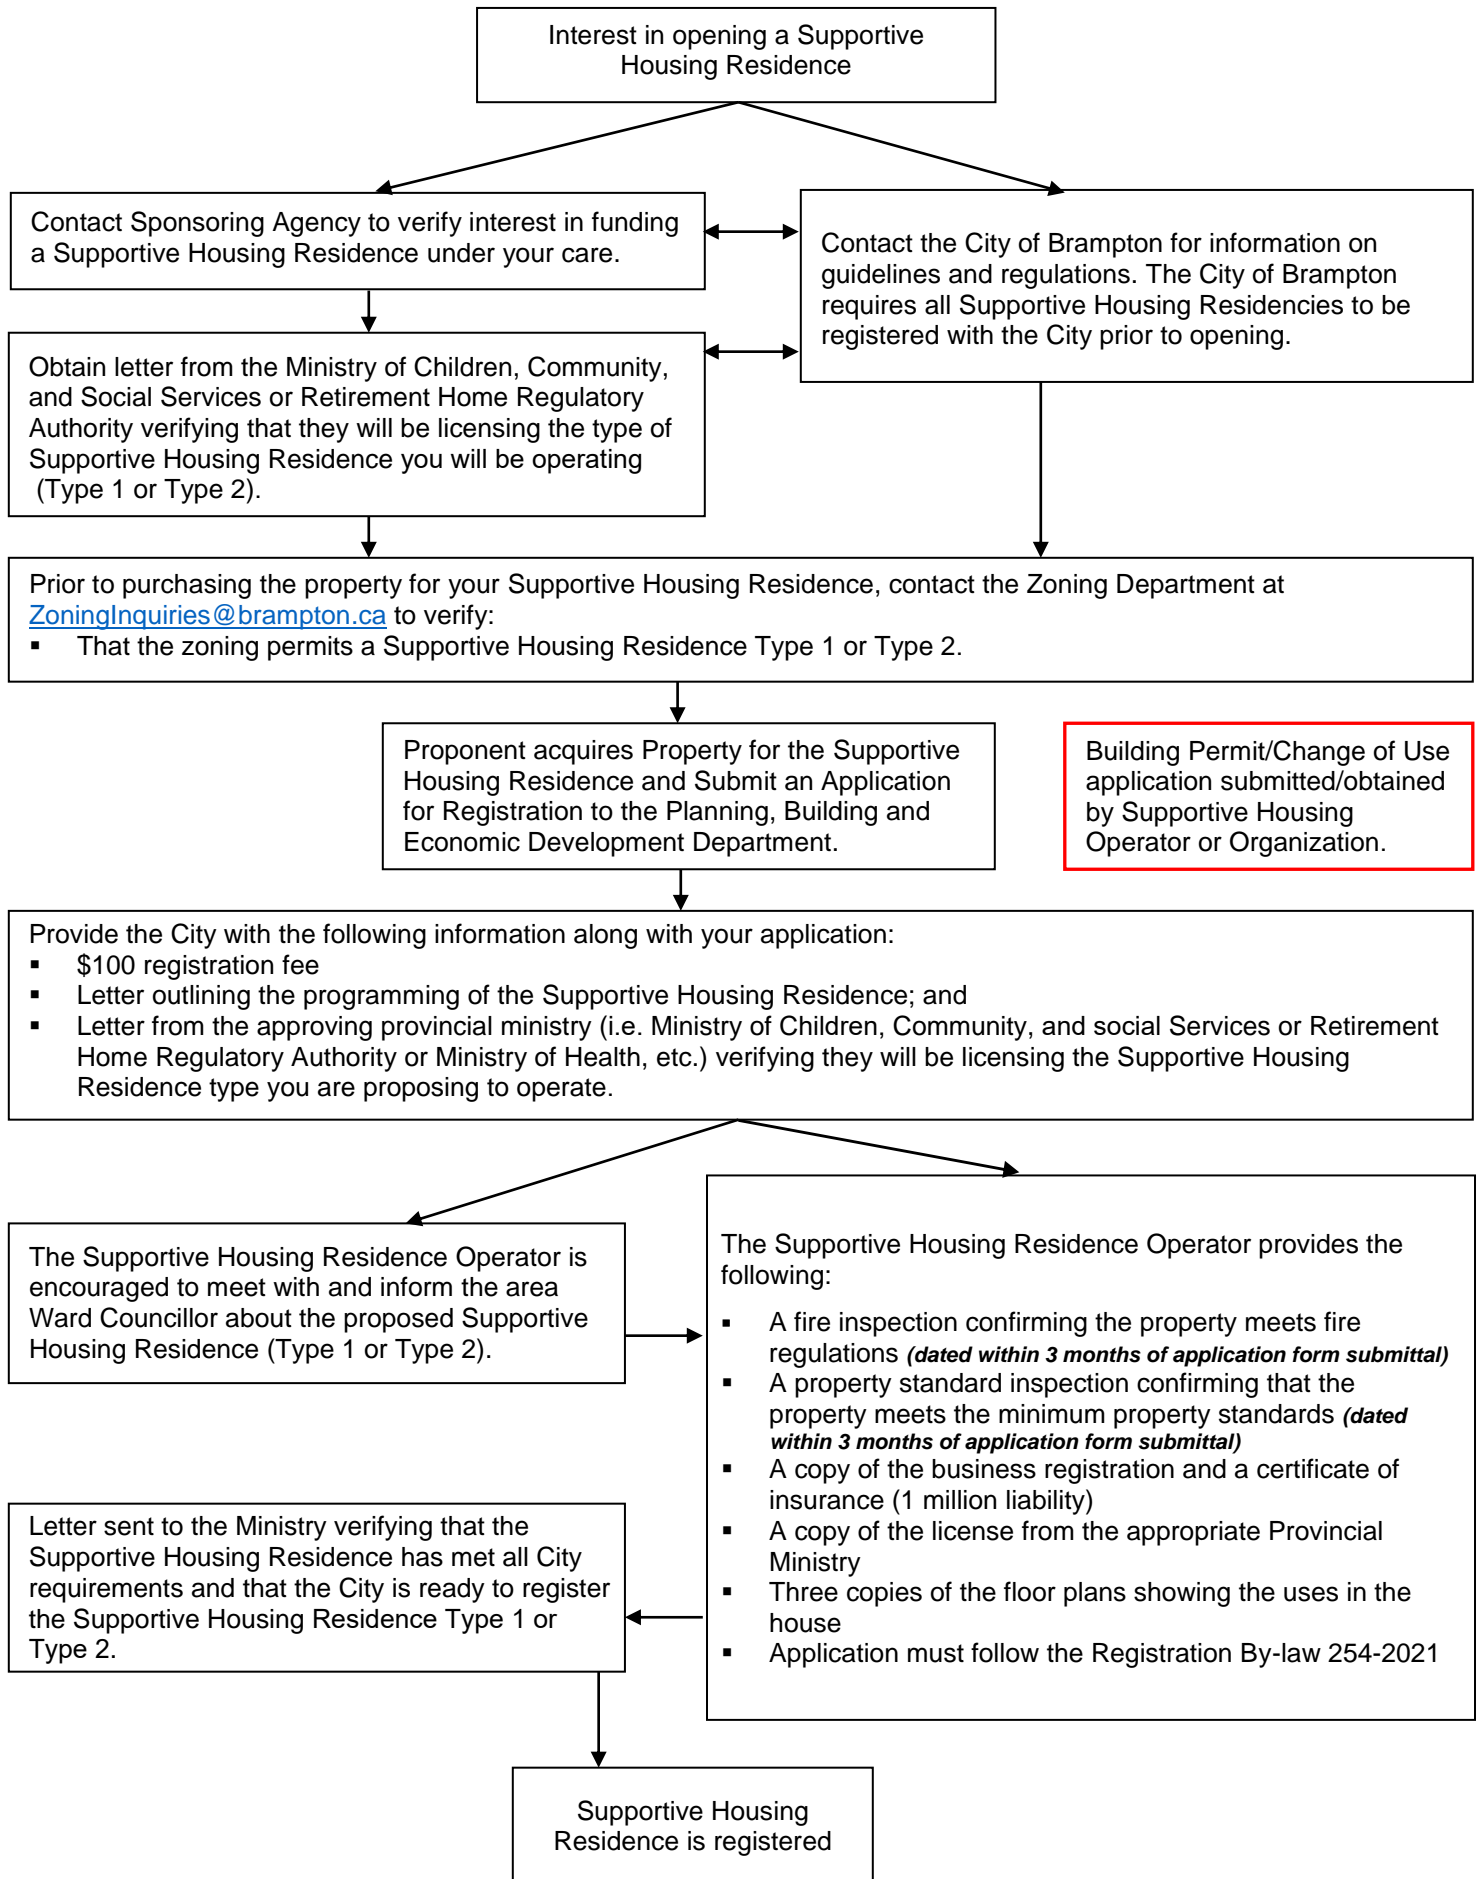 Interest in opening a Supportive
Housing Residence
Contact Sponsoring Agency to verify interest in funding
a Supportive Housing Residence under your care.
Contact the City of Brampton for information on
guidelines and regulations. The City of Brampton
requires all Supportive Housing Residencies to be
registered with the City prior to opening.
Obtain letter from the Ministry of Children, Community,
and Social Services or Retirement Home Regulatory
Authority verifying that they will be licensing the type of
Supportive Housing Residence you will be operating
(Type 1 or Type 2).
Prior to purchasing the property for your Supportive Housing Residence, contact the Zoning Department at
ZoningInquiries@brampton.ca to verify:
▪ That the zoning permits a Supportive Housing Residence Type 1 or Type 2.
Proponent acquires Property for the Supportive
Housing Residence and Submit an Application
for Registration to the Planning, Building and
Economic Development Department.
Building Permit/Change of Use
application submitted/obtained
by Supportive Housing
Operator or Organization.
Provide the City with the following information along with your application:
▪ $100 registration fee
▪ Letter outlining the programming of the Supportive Housing Residence; and
▪ Letter from the approving provincial ministry (i.e. Ministry of Children, Community, and social Services or Retirement
Home Regulatory Authority or Ministry of Health, etc.) verifying they will be licensing the Supportive Housing
Residence type you are proposing to operate.
The Supportive Housing Residence Operator is
encouraged to meet with and inform the area
Ward Councillor about the proposed Supportive
Housing Residence (Type 1 or Type 2).
The Supportive Housing Residence Operator provides the
following:
▪ A fire inspection confirming the property meets fire
regulations (dated within 3 months of application form submittal)
▪ A property standard inspection confirming that the
property meets the minimum property standards (dated
within 3 months of application form submittal)
▪ A copy of the business registration and a certificate of
insurance (1 million liability)
▪ A copy of the license from the appropriate Provincial
Ministry
▪ Three copies of the floor plans showing the uses in the
house
▪ Application must follow the Registration By-law 254-2021
Letter sent to the Ministry verifying that the
Supportive Housing Residence has met all City
requirements and that the City is ready to register
the Supportive Housing Residence Type 1 or
Type 2.
Supportive Housing
Residence is registered